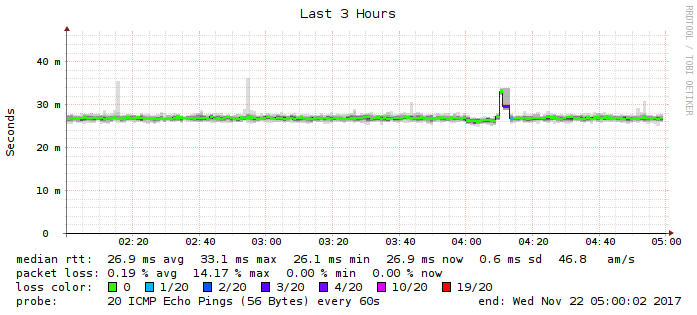 Last 3 Hours
RRDTOOL / TOBI OETIKER
Seconds
40 m
30 m
20 m
10 m
0
02:20 02:40 03:00 03:20 03:40 04:00 04:20 04:40 05:00
median rtt: 26.9 ms avg 33.1 ms max 26.1 ms min 26.9 ms now 0.6 ms sd 46.8 am/s
packet loss: 0.19 % avg 14.17 % max 0.00 % min 0.00 % now
loss color: 0 1/20 2/20 3/20 4/20 10/20 19/20
probe: 20 ICMP Echo Pings (56 Bytes) every 60s end: Wed Nov 22 05:00:02 2017